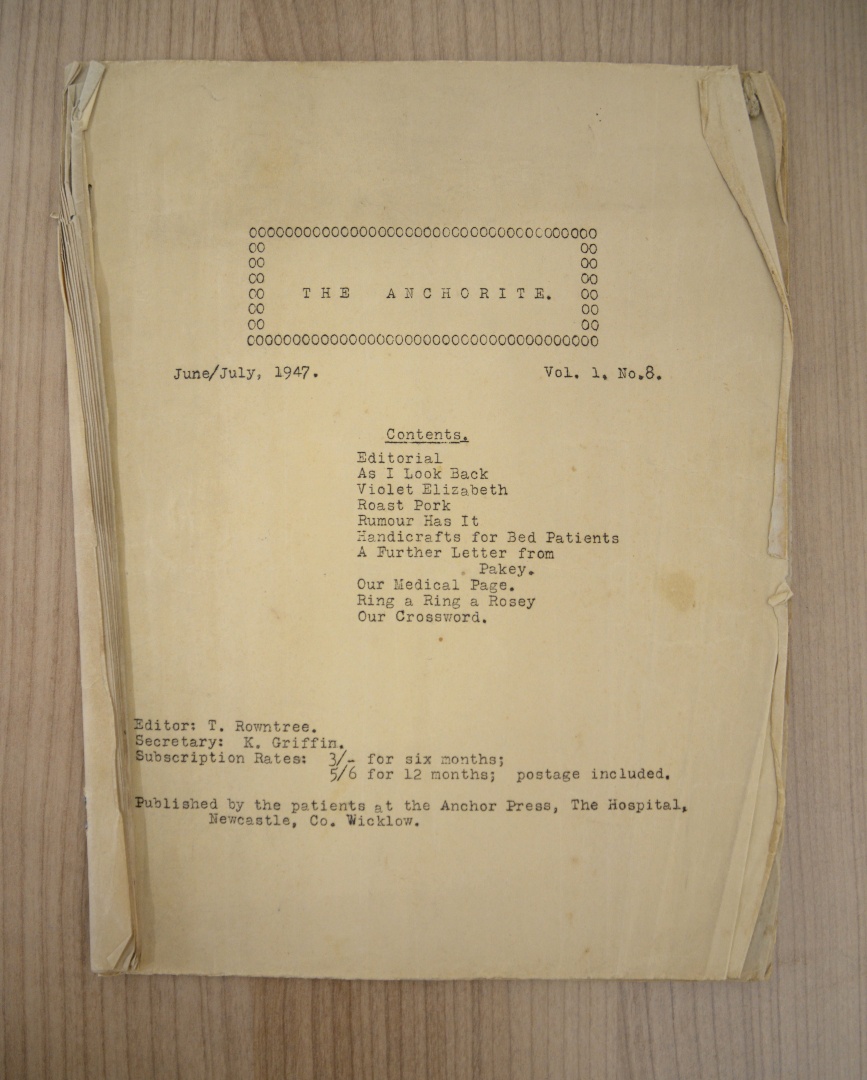 OOOOOOOOOOOOOOOOOOOOOOOOOOOOOOOOOOOOOO
OO OO
OO OO
OO OO
OO THE ANCHORITE. OO
OO OO
OO OO
OOOOOOOOOOOOOOOOOOOOOOOOOOOOOOOOOOOOOO
June/July, 1947. Vol. 1, No.8.
Contents.
Editorial
As I Look Back
Violet Elizabeth
Roast Pork
Rumour Has It
Handicrafts for Bed Patients
A Further Letter from
Pakey.
Our Medical Page.
Ring a Ring a Rosey
Our Crossword.
Editor: T. Rowntree.
Secretary: K. Griffin.
Subscription Rates: 3/- for six months;
5/6 for 12 months; postage included.
Published by the patients at the Anchor Press, The Hospital,
Newcastle, Co. Wicklow.